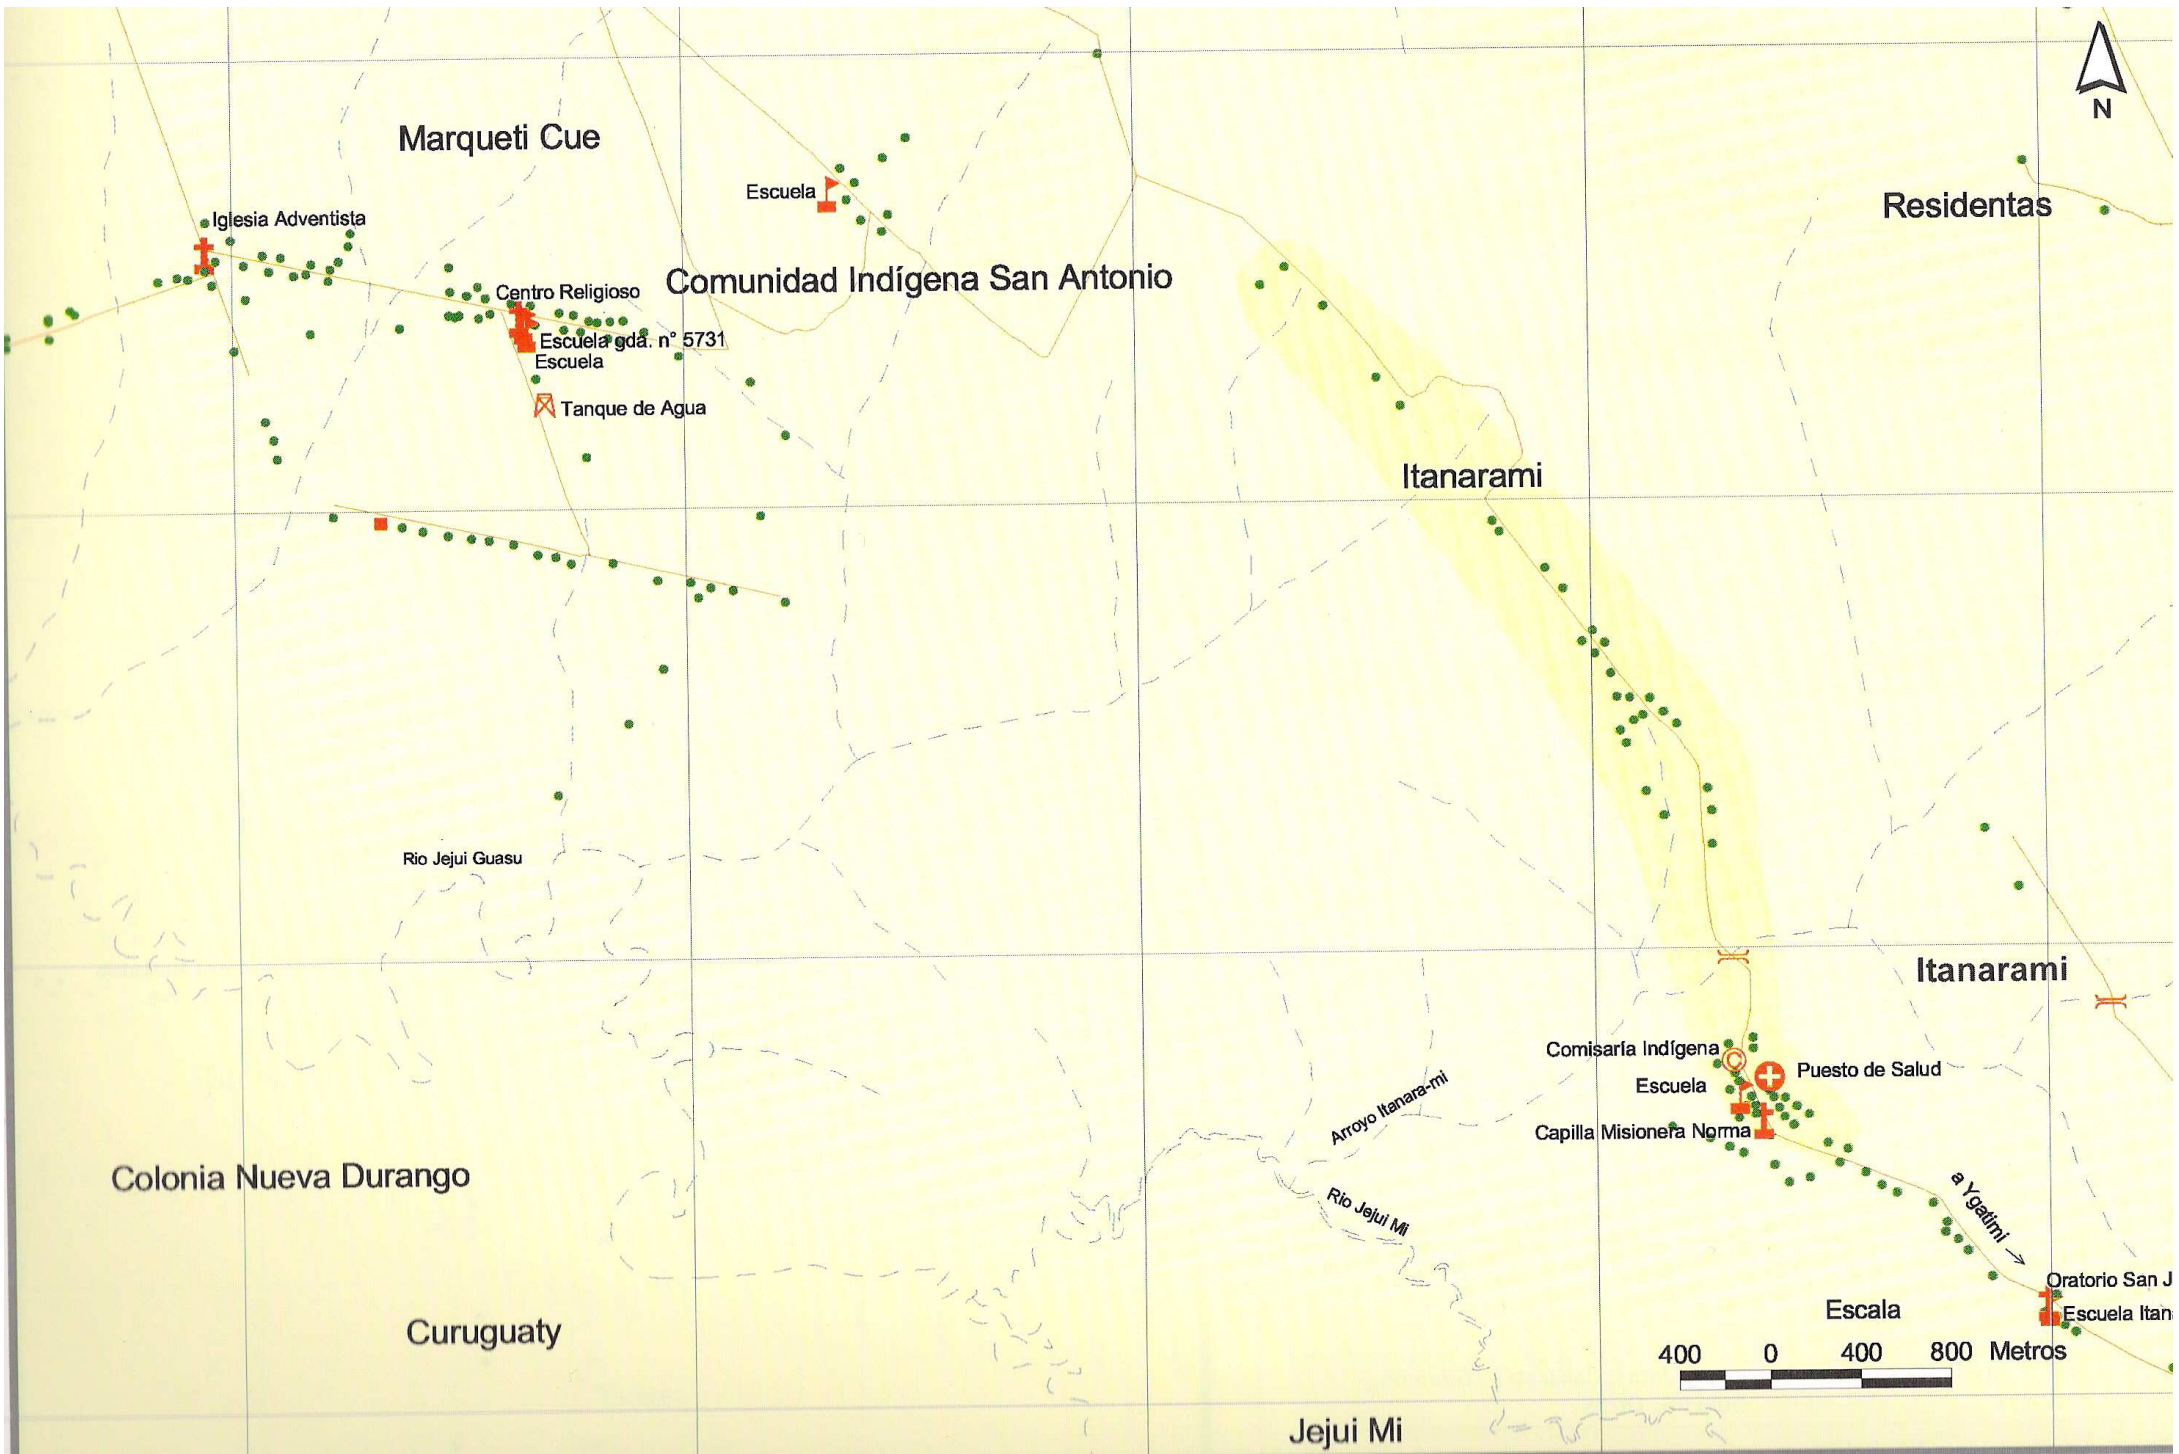 N
Marqueti Cue
Escuela
Residentas
Iglesia Adventista
Comunidad Indígena San Antonio
Centro Religioso
Escuela gda. n° 5731
Escuela
Tanque de Agua
Itanarami
Rio Jejui Guasu
Itanarami
Comisaría Indígena
Puesto de Salud
Escuela
Arroyo Itanara-mi
Capilla Misionera Norma
Colonia Nueva Durango
a Ygatimi
Rio Jejui Mi
Oratorio San J
Escala
Escuela Itan
Curuguaty
400 0 400 800 Metros
Jejui Mi